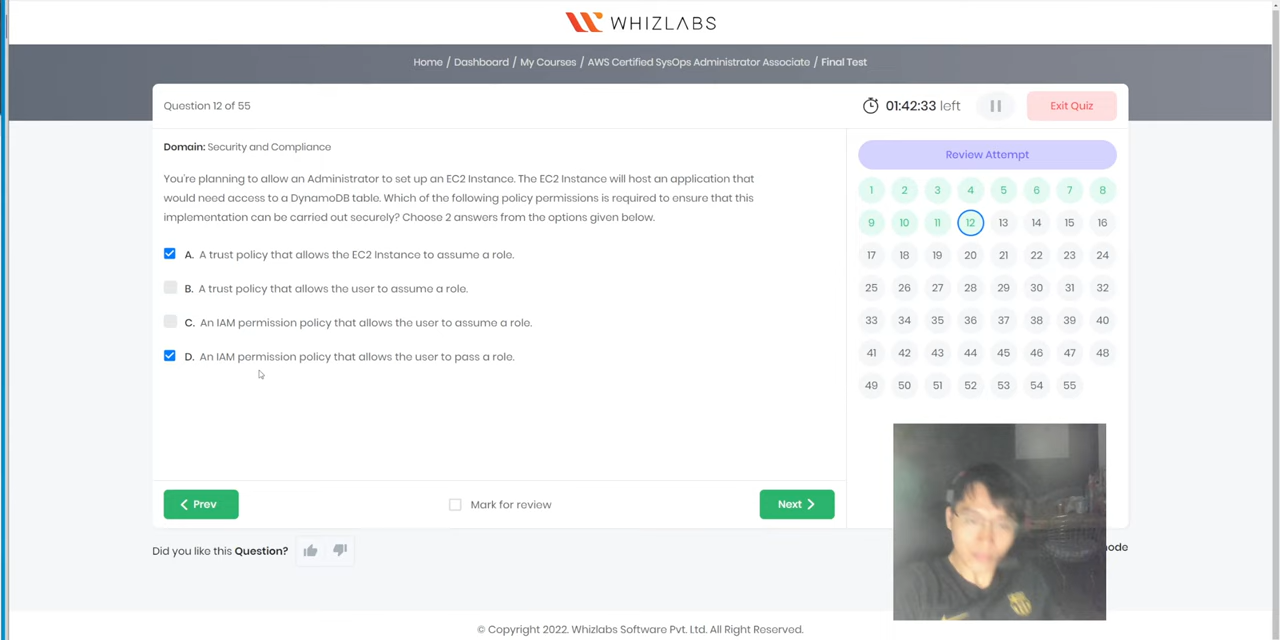 WHIZLABS
Home / Dashboard / My Courses / AWS Certified SysOps Administrator Associate / Final Test
Question 12 of 55
01:42:33 left
Exit Quiz
Domain: Security and Compliance
You're planning to allow an Administrator to set up an EC2 Instance. The EC2 Instance will host an application that
would need access to a DynamoDB table. Which of the following policy permissions is required to ensure that this
implementation can be carried out securely? Choose 2 answers from the options given below.
A. A trust policy that allows the EC2 Instance to assume a role.
B. A trust policy that allows the user to assume a role.
C. An IAM permission policy that allows the user to assume a role.
D. An IAM permission policy that allows the user to pass a role.
Review Attempt
1 2 3 4 5 6 7 8
9 10 11 12 13 14 15 16
17 18 19 20 21 22 23 24
25 26 27 28 29 30 31 32
33 34 35 36 37 38 39 40
41 42 43 44 45 46 47 48
49 50 51 52 53 54 55
Prev
Mark for review
Next
Did you like this Question?
© Copyright 2022. Whizlabs Software Pvt. Ltd. All Right Reserved.